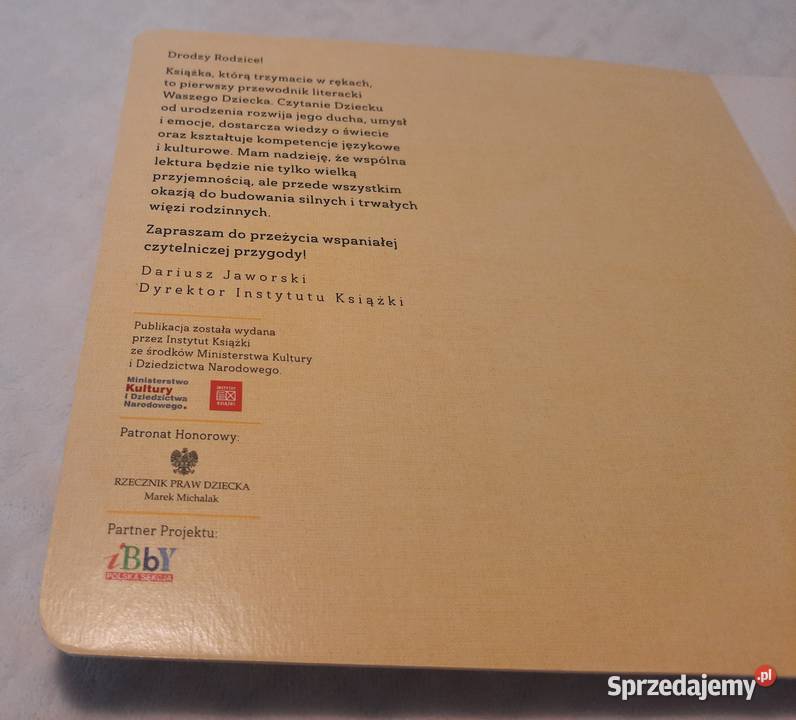 Drodzy Rodzice!
Książka, którą trzymacie w rękach,
to pierwszy przewodnik literacki
Waszego Dziecka. Czytanie Dziecku
od urodzenia rozwija jego ducha, umysł
i emocje, dostarcza wiedzy o świecie
oraz kształtuje kompetencje językowe
i kulturowe. Mam nadzieję, że wspólna
lektura będzie nie tylko wielką
przyjemnością, ale przede wszystkim
okazją do budowania silnych i trwałych
więzi rodzinnych.
Zapraszam do przeżycia wspaniałej
czytelniczej przygody!
Dariusz Jaworski
Dyrektor Instytutu Książki
Publikacja została wydana
przez Instytut Książki
ze środków Ministerstwa Kultury
i Dziedzictwa Narodowego.
Ministerstwo
Kultury
i Dziedzictwa
Narodowego.
INSTYTUT
KSIĄŻKI
Patronat Honorowy:
RZECZNIK PRAW DZIECKA
Marek Michalak
Partner Projektu:
iBbY
POLSKA SEKCJA
Sprzedajemy.pl